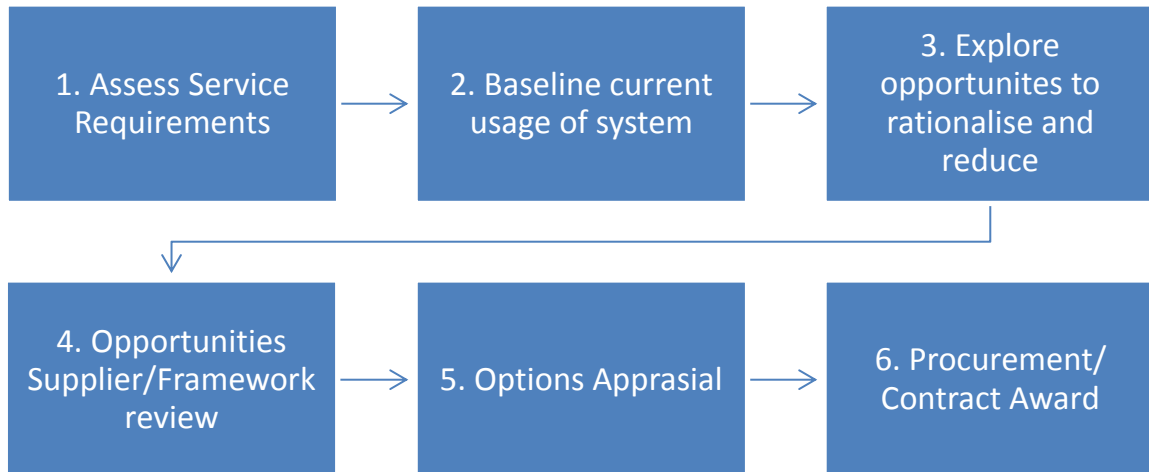 1. Assess Service
Requirements
2. Baseline current
usage of system
3. Explore
opportunites to
rationalise and
reduce
4. Opportunities
Supplier/Framework
review
5. Options Apprasial
6. Procurement/
Contract Award